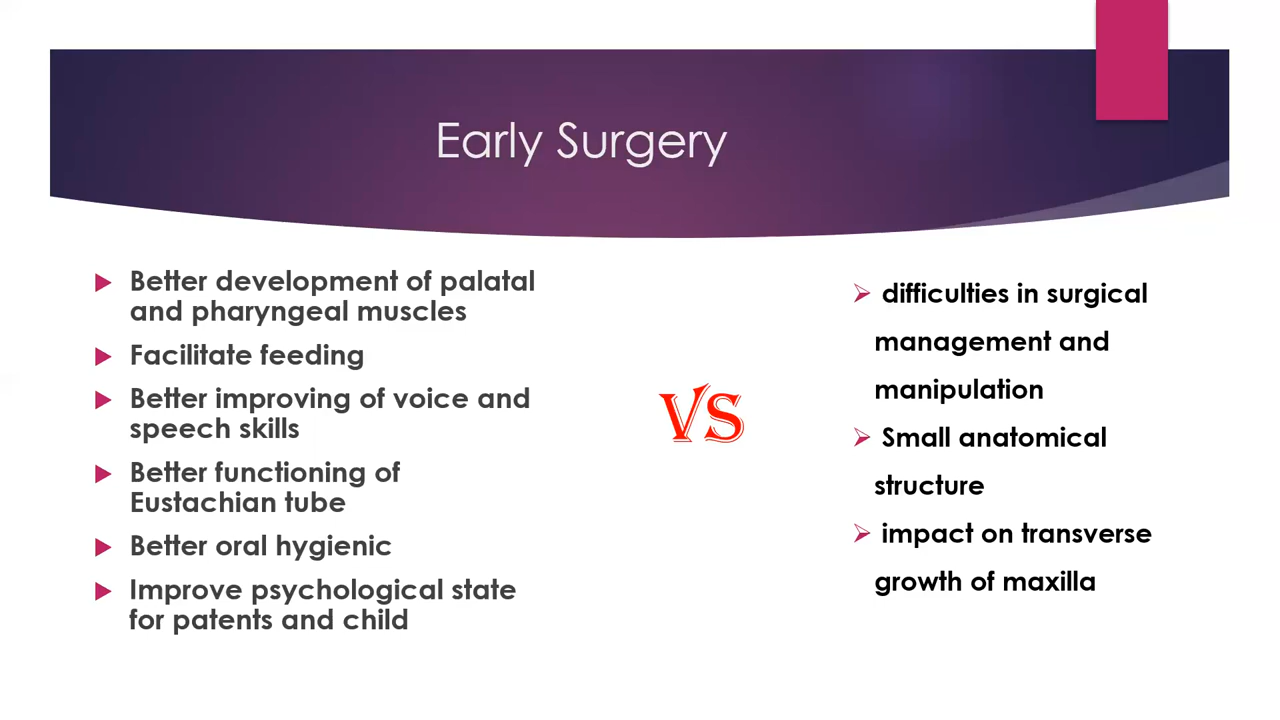 Early Surgery
Better development of palatal
and pharyngeal muscles
Facilitate feeding
Better improving of voice and
speech skills
Better functioning of
Eustachian tube
Better oral hygienic
Improve psychological state
for patents and child
VS
difficulties in surgical
management and
manipulation
Small anatomical
structure
impact on transverse
growth of maxilla